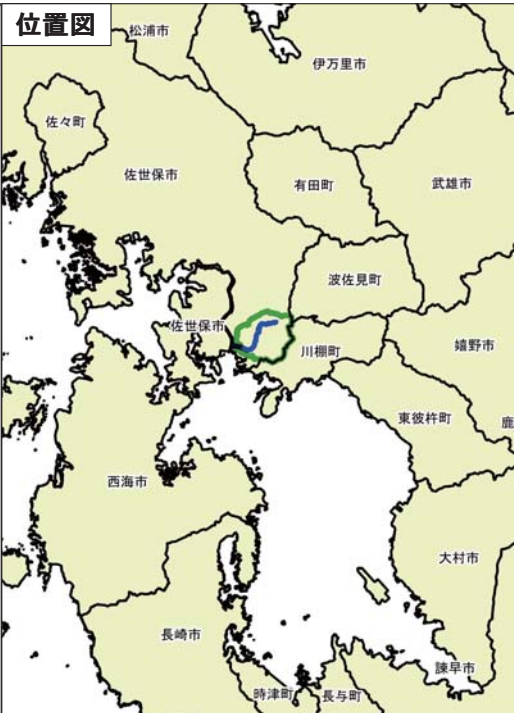 位置図
松浦市
伊万里市
佐々町
佐世保市
有田町
武雄市
波佐見町
佐世保市
川棚町
嬉野市
東彼杵町
鹿
西海市
大村市
長崎市
諫早市
時津町
長与町